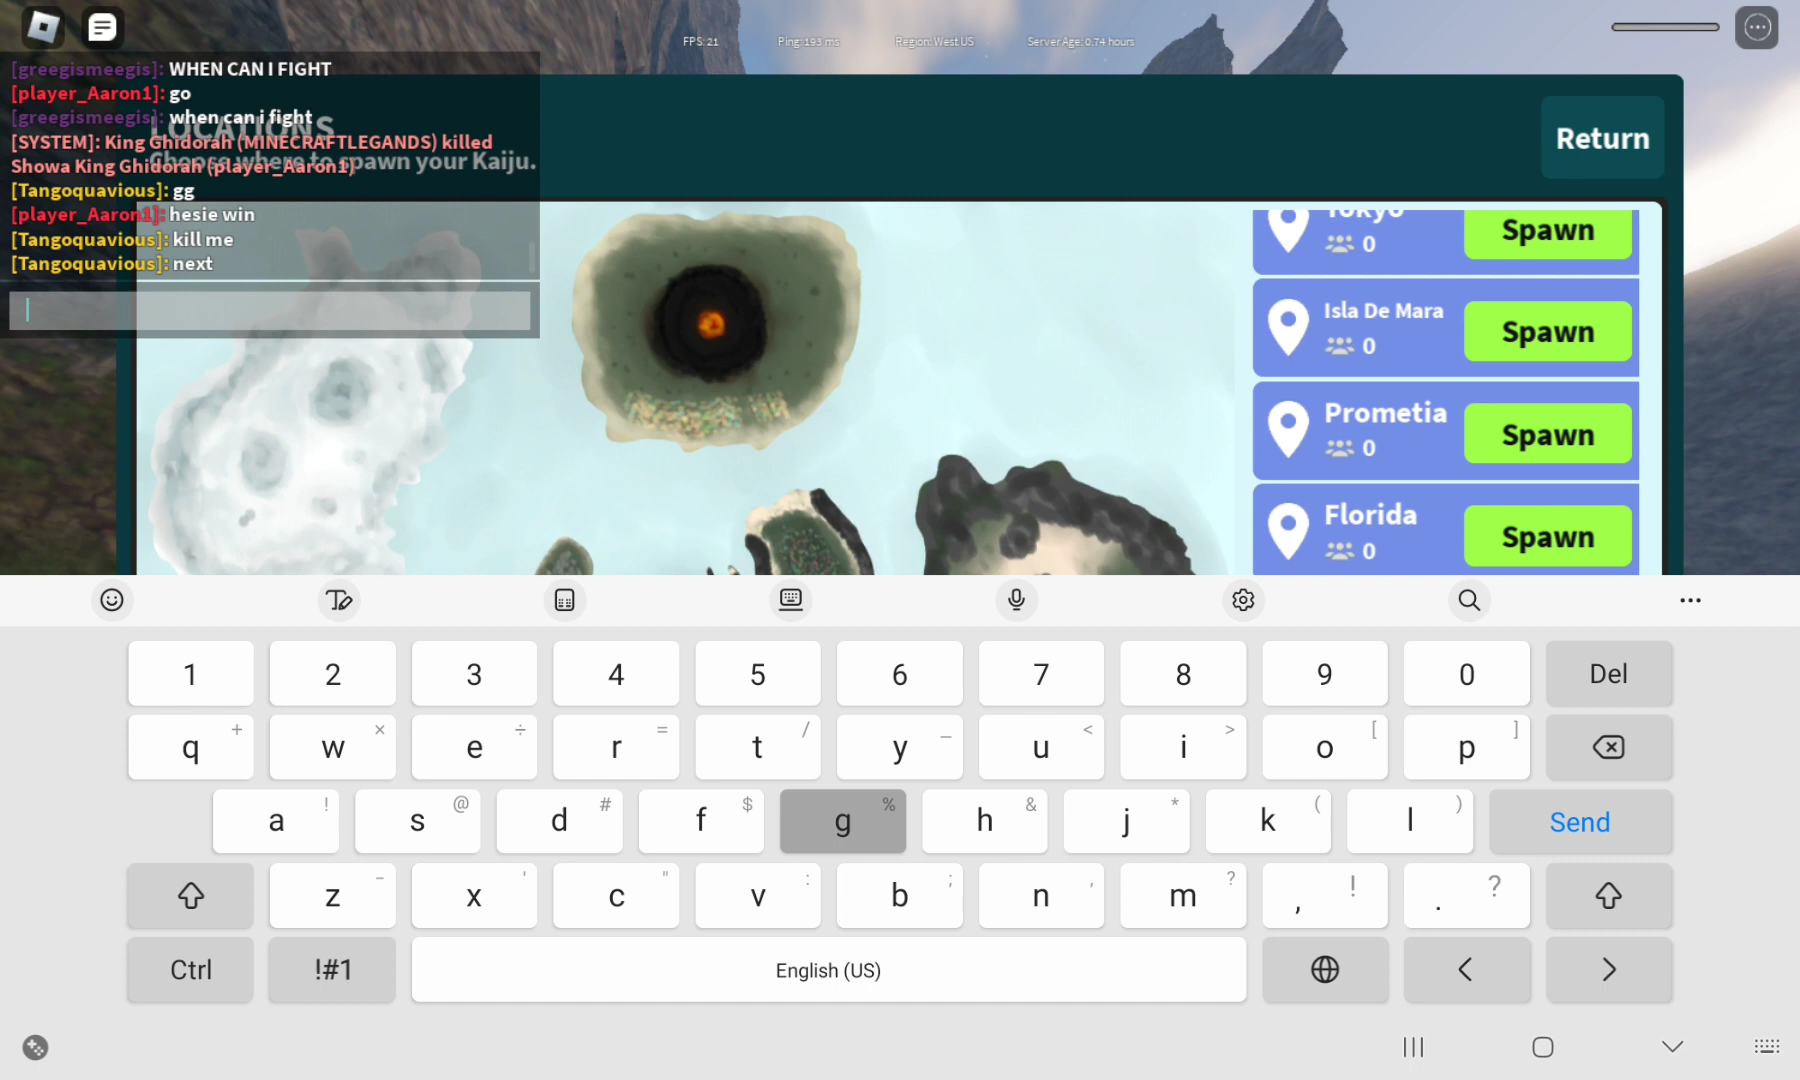 FPS: 21
Ping: 193 ms
Region: West US
Server Age: 0.74 hours
[greegismeegis]: WHEN CAN I FIGHT
[player_Aaron1]: go
[greegismeegis]: when can i fight
[SYSTEM]: King Ghidorah (MINECRAFTLEGANDS) killed
Showa King Ghidorah (player_Aaron1)
[Tangoquavious]: gg
[player_Aaron1]: hesie win
[Tangoquavious]: kill me
[Tangoquavious]: next
LOCATIONS
Choose where to spawn your Kaiju.
Return
Tokyo
0
Spawn
Isla De Mara
0
Spawn
Prometia
0
Spawn
Florida
0
Spawn
1 2 3 4 5 6 7 8 9 0 Del
q + w × e ÷ r = t / y _ u < i > o [ p ]
a ! s @ d # f $ g % h & j * k ( l ) Send
z - x ' c " v : b ; n , m ? , ! . ?
Ctrl !#1 English (US) < >